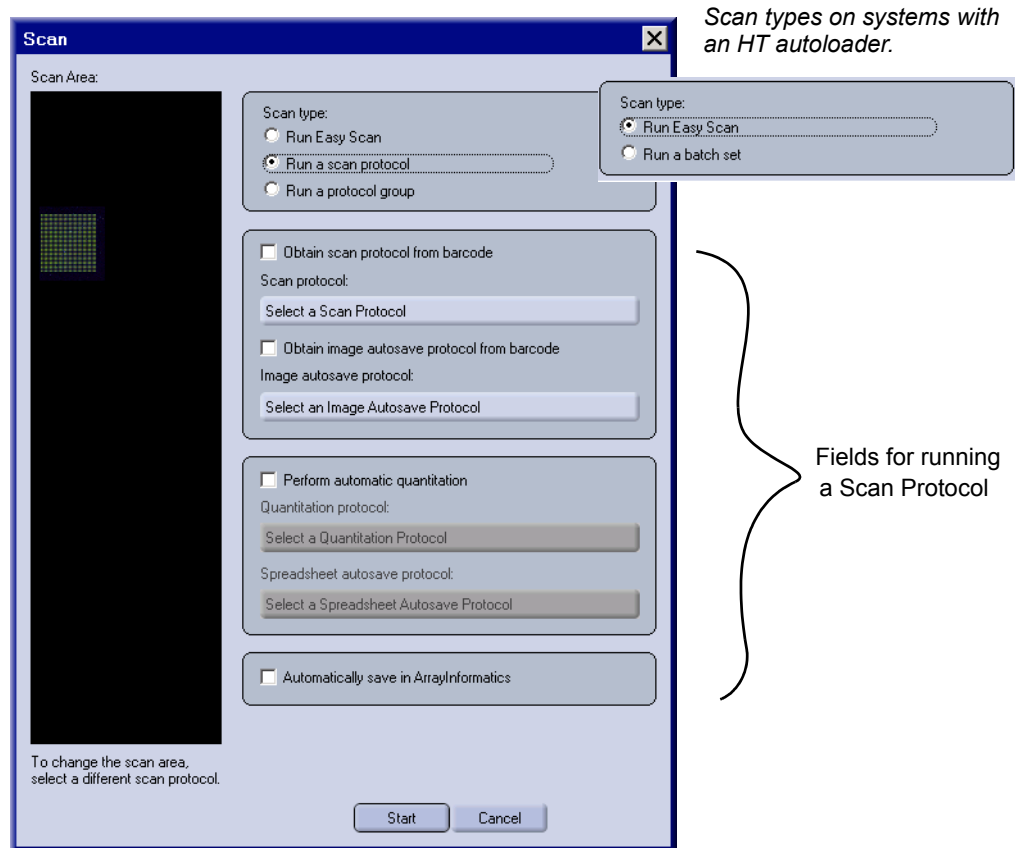 Scan types on systems with
an HT autoloader.
Scan
Scan Area:
Scan type:
Run Easy Scan
Run a scan protocol
Run a protocol group
Scan type:
Run Easy Scan
Run a batch set
Obtain scan protocol from barcode
Scan protocol:
Select a Scan Protocol
Obtain image autosave protocol from barcode
Image autosave protocol:
Select an Image Autosave Protocol
Fields for running
a Scan Protocol
Perform automatic quantitation
Quantitation protocol:
Select a Quantitation Protocol
Spreadsheet autosave protocol:
Select a Spreadsheet Autosave Protocol
Automatically save in ArrayInformatics
To change the scan area,
select a different scan protocol.
Start
Cancel